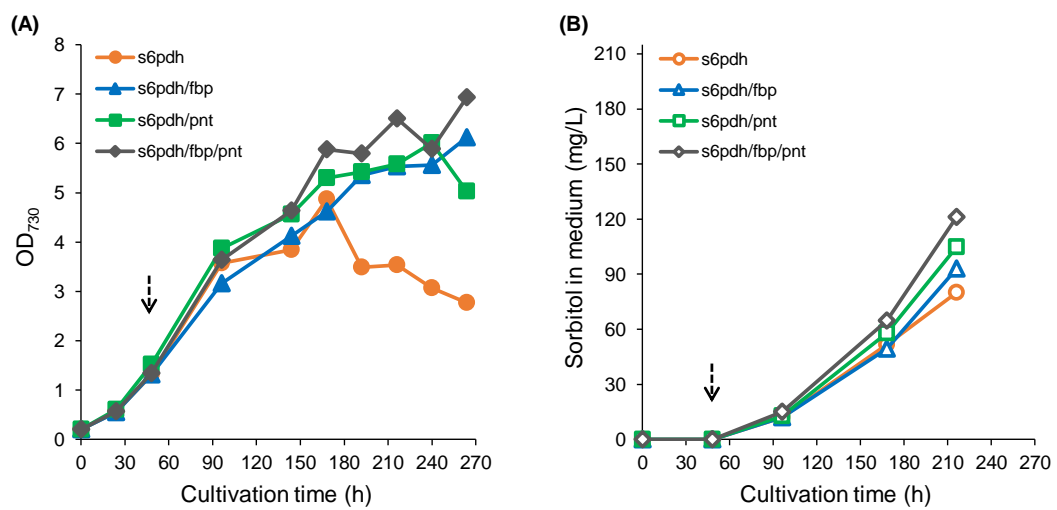 (A)
8
7
6
5
4
3
2
1
0
OD730
s6pdh
s6pdh/fbp
s6pdh/pnt
s6pdh/fbp/pnt
0 30 60 90 120 150 180 210 240 270
Cultivation time (h)
(B)
210
180
150
120
90
60
30
0
Sorbitol in medium (mg/L)
s6pdh
s6pdh/fbp
s6pdh/pnt
s6pdh/fbp/pnt
0 30 60 90 120 150 180 210 240 270
Cultivation time (h)